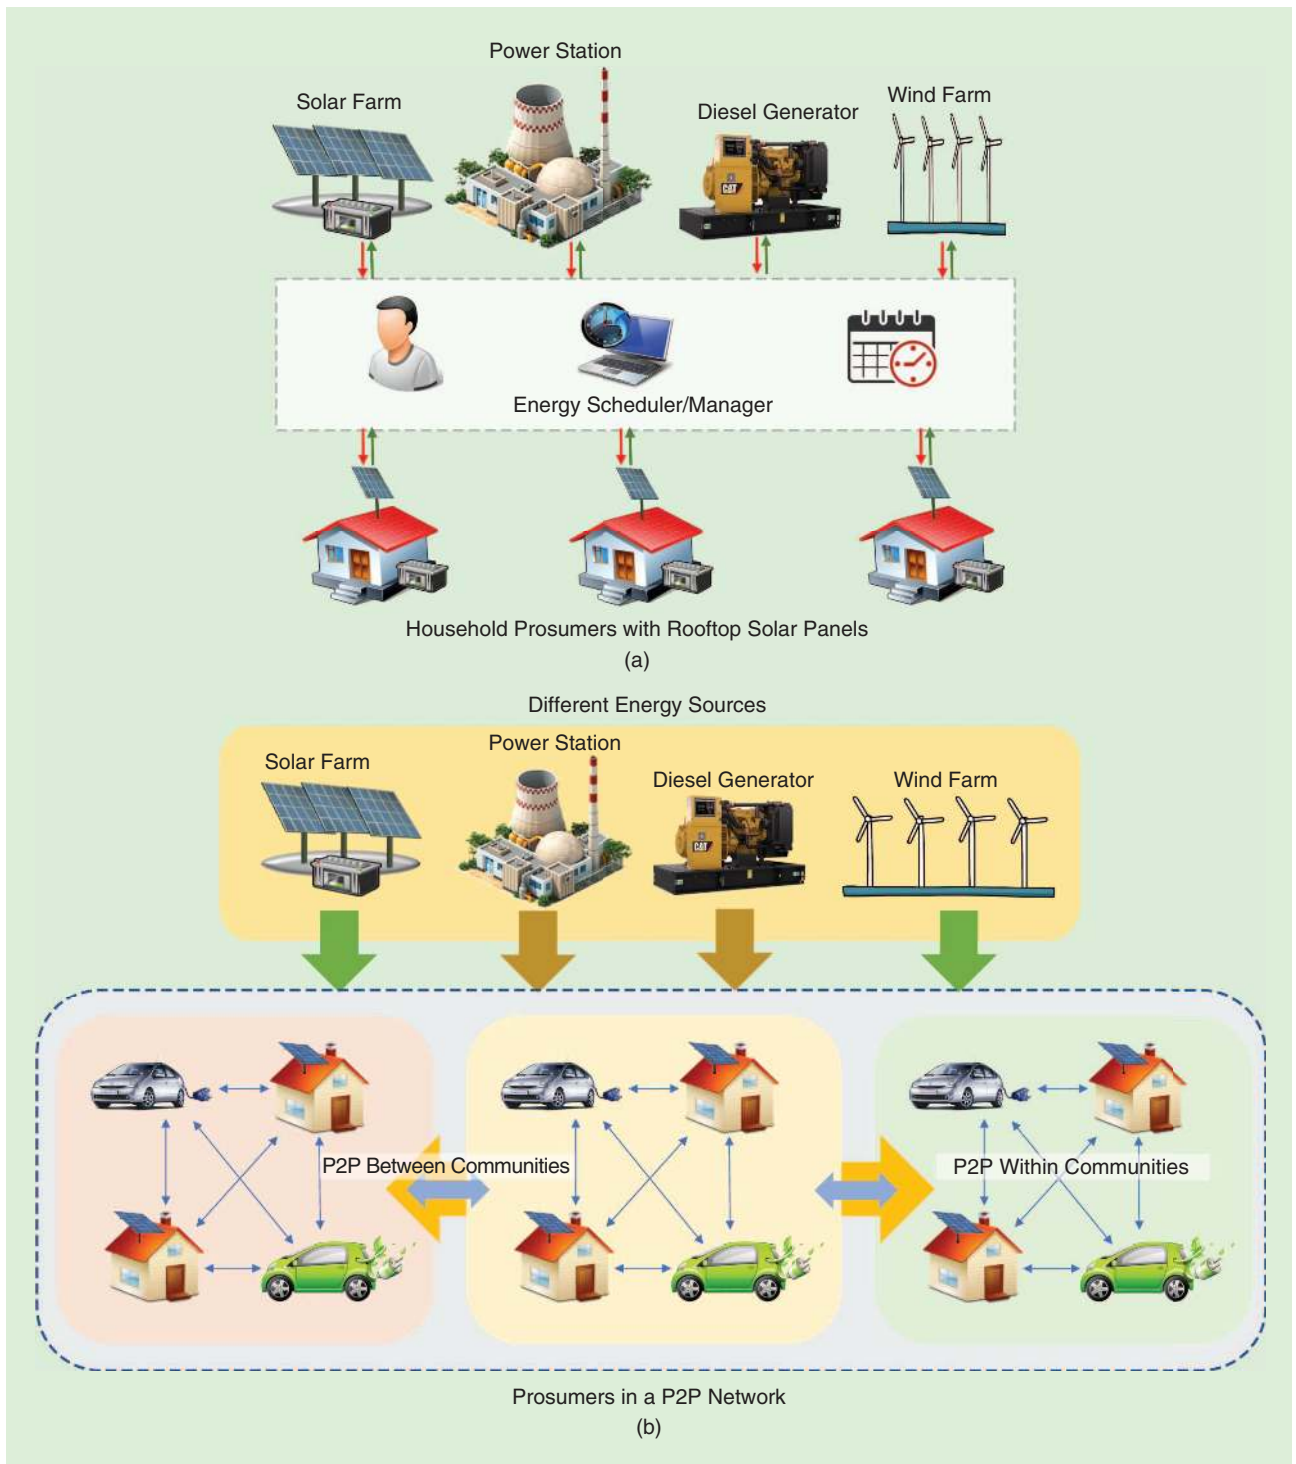 Power Station
Solar Farm
Diesel Generator
Wind Farm
CAT
Energy Scheduler/Manager
Household Prosumers with Rooftop Solar Panels
(a)
Different Energy Sources
Power Station
Solar Farm
Diesel Generator
Wind Farm
CAT
P2P Between Communities
P2P Within Communities
Prosumers in a P2P Network
(b)